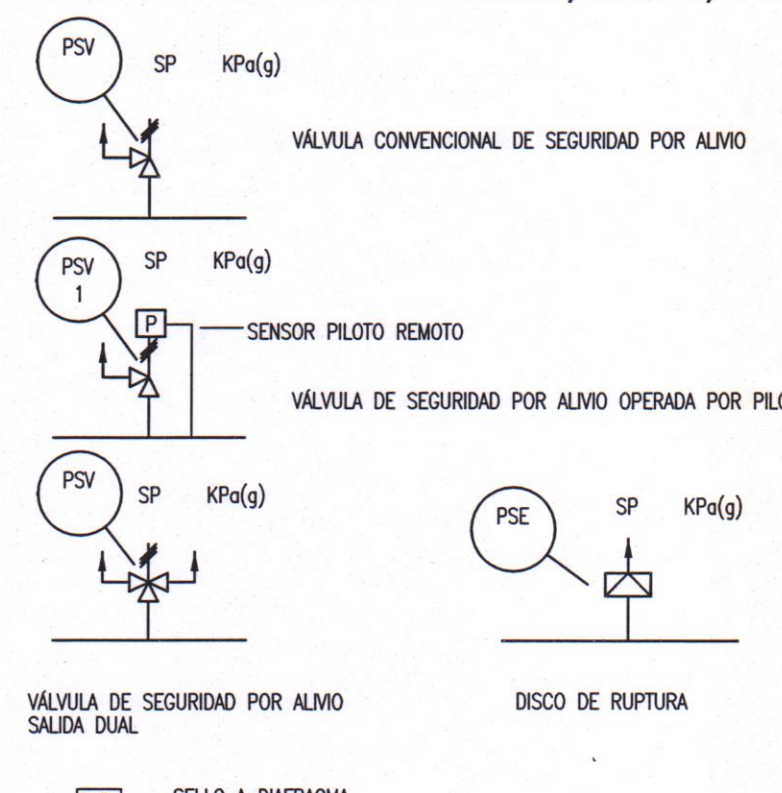 PSV SP KPa(g)
VÁLVULA CONVENCIONAL DE SEGURIDAD POR ALIVIO
PSV SP KPa(g)
1
P
SENSOR PILOTO REMOTO
VÁLVULA DE SEGURIDAD POR ALIVIO OPERADA POR
PSV SP KPa(g)
PSE SP KPa(g)
VÁLVULA DE SEGURIDAD POR ALIVIO
SALIDA DUAL
DISCO DE RUPTURA
SELLO A DIAFRAGMA